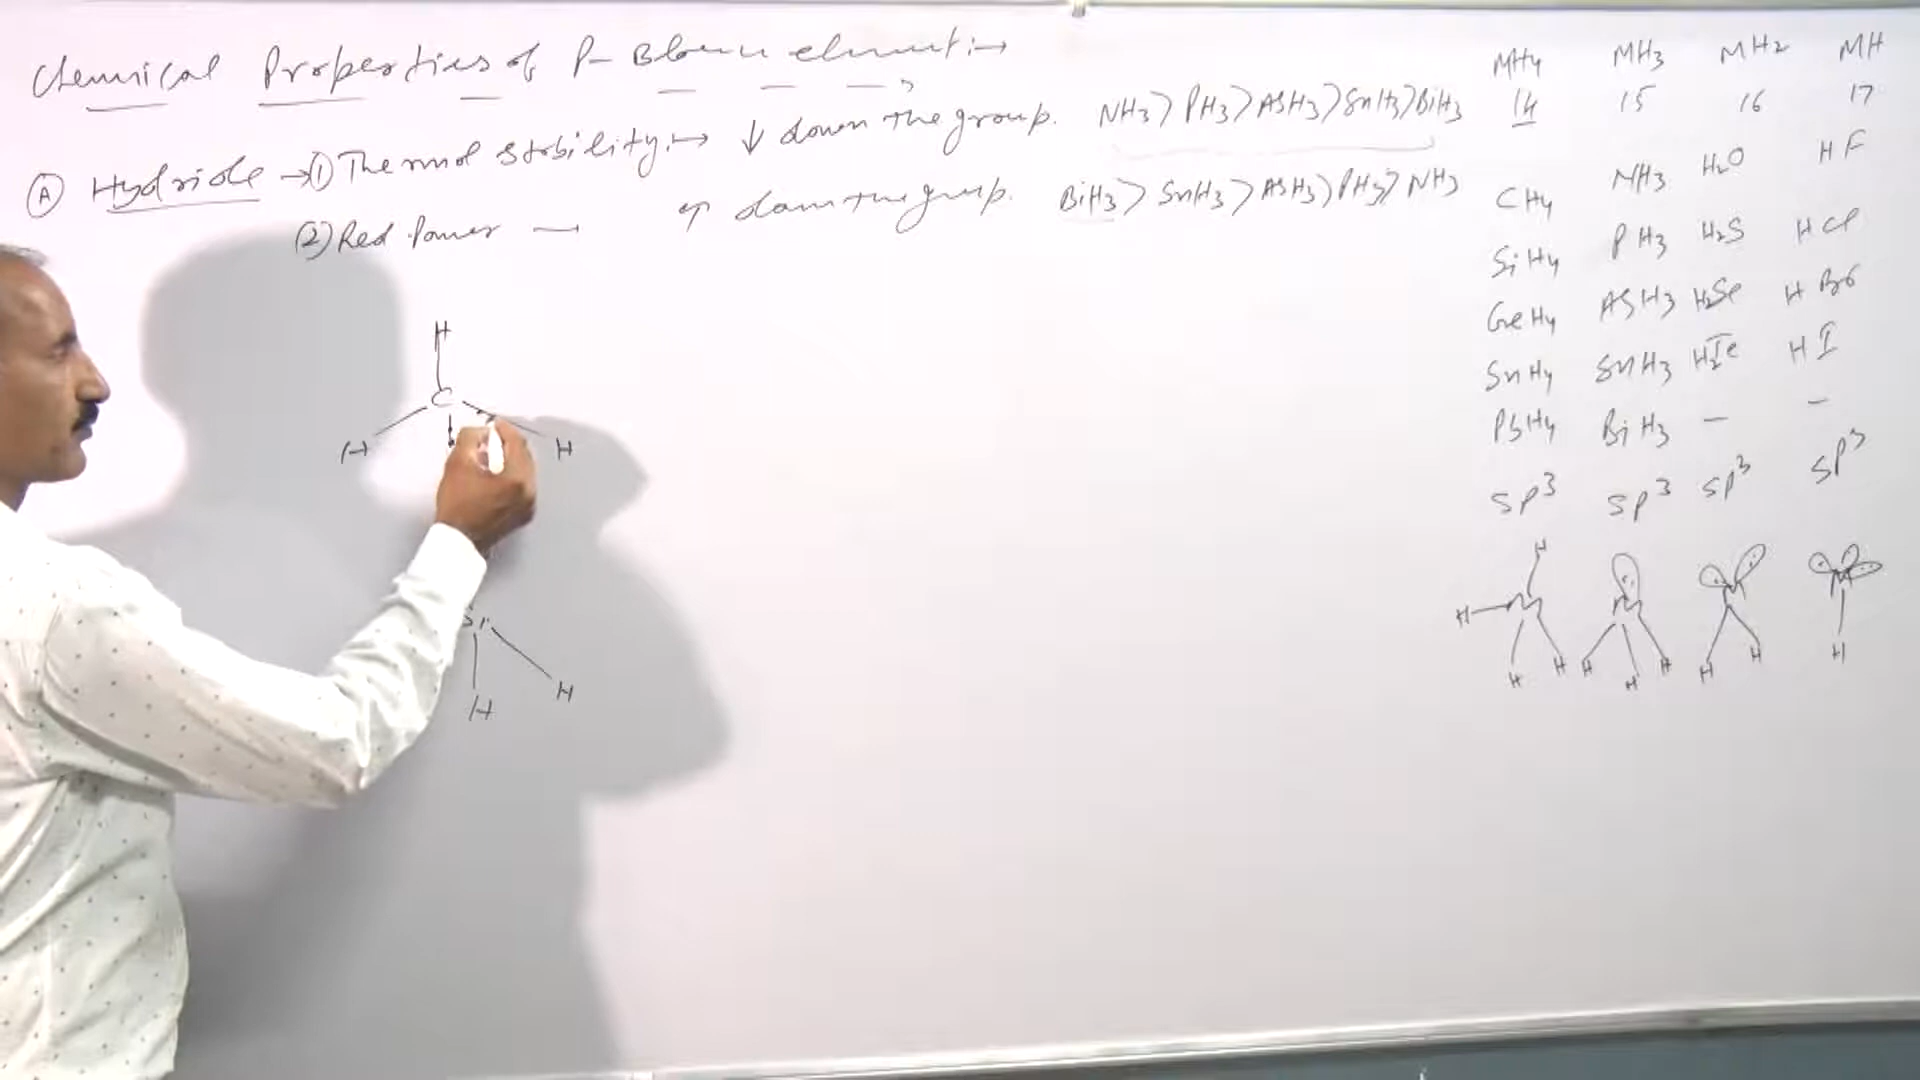 Chemical Properties of P-Block element :→
(A) Hydride → (1) Thermal stability :→ ↓ down the group. NH3 > PH3 > ASH3 > SnH3 > BiH3
(2) Red. Power → ↑ down the group. BiH3 > SnH3 > ASH3 > PH3 > NH3
MH4 MH3 MH2 MH
14 15 16 17
CH4 NH3 H2O HF
SiH4 PH3 H2S HCl
GeH4 ASH3 H2Se HBr
SnH4 SnH3 H2Te HI
PbH4 BiH3 — —
SP3 SP3 SP3 SP3
H
C
H H
Si
H
H
H
H M M M M
H H H H H H H H